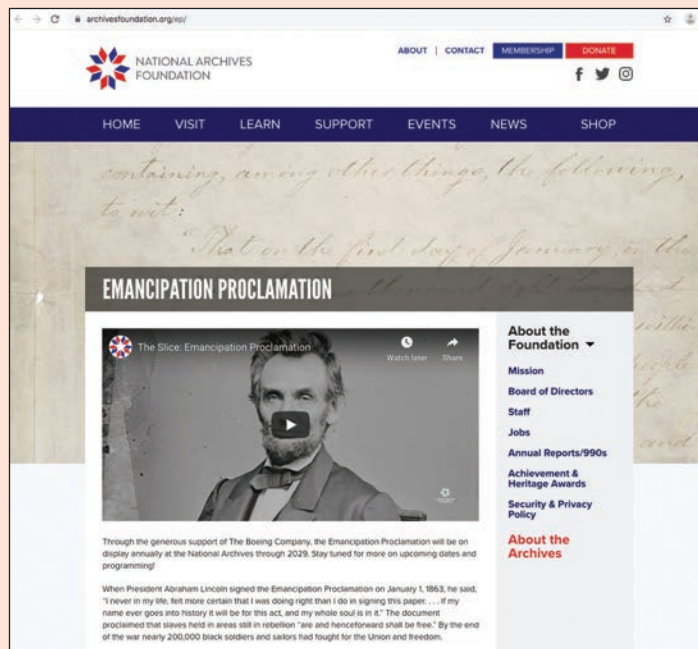 archivesfoundation.org/ep/
NATIONAL ARCHIVES
FOUNDATION
ABOUT | CONTACT MEMBERSHIP DONATE
HOME VISIT LEARN SUPPORT EVENTS NEWS SHOP
containing, among other things, the following,
to wit:
"That on the first day of January, in the
thousand eight hundred
within
people
the
and
EMANCIPATION PROCLAMATION
The Slice: Emancipation Proclamation
Watch later Share
Through the generous support of The Boeing Company, the Emancipation Proclamation will be on
display annually at the National Archives through 2029. Stay tuned for more on upcoming dates and
programming!
When President Abraham Lincoln signed the Emancipation Proclamation on January 1, 1863, he said,
"I never in my life, felt more certain that I was doing right than I do in signing this paper. . . . If my
name ever goes into history it will be for this act, and my whole soul is in it." The document
proclaimed that slaves held in areas still in rebellion "are and henceforward shall be free." By the end
of the war nearly 200,000 black soldiers and sailors had fought for the Union and freedom.
About the
Foundation
Mission
Board of Directors
Staff
Jobs
Annual Reports/990s
Achievement &
Heritage Awards
Security & Privacy
Policy
About the
Archives